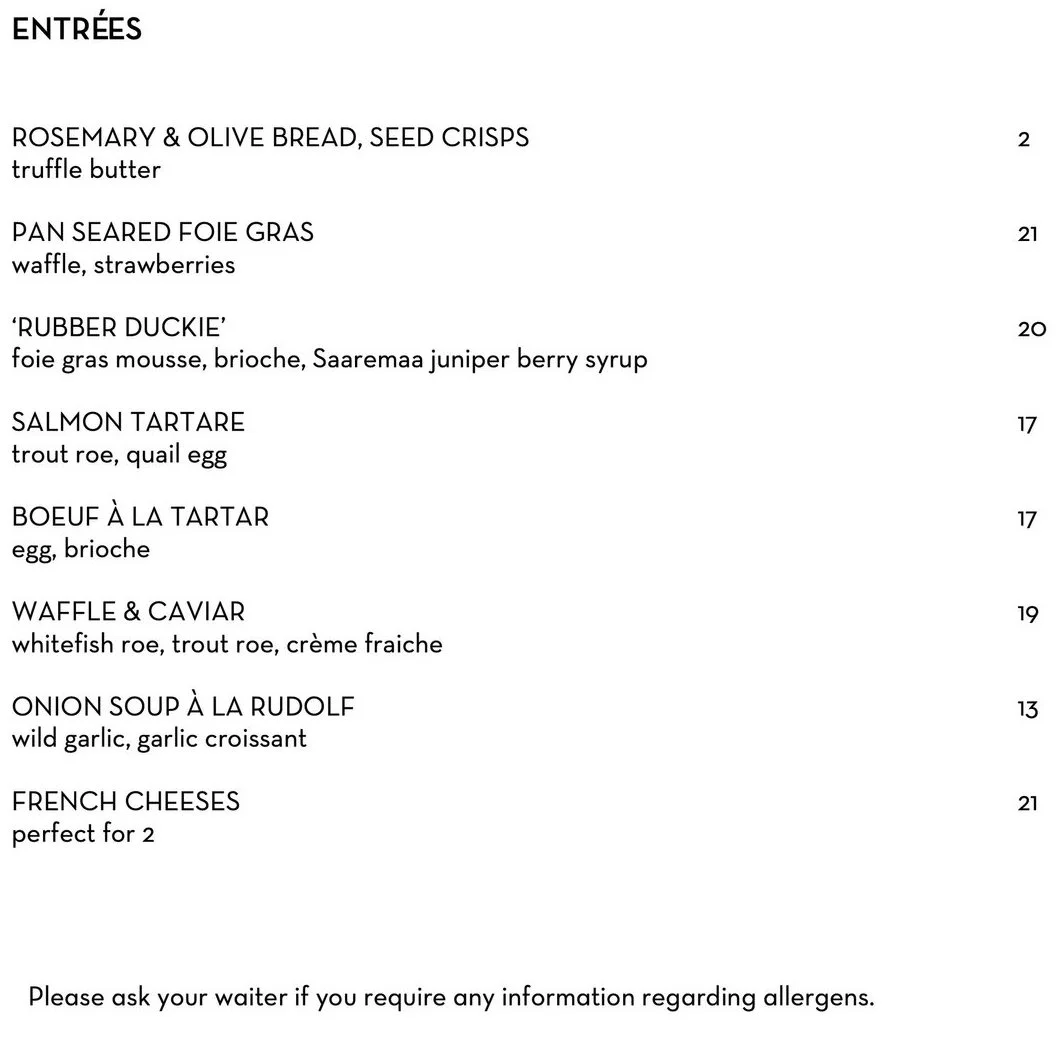 ENTRÉES
ROSEMARY & OLIVE BREAD, SEED CRISPS 2
truffle butter
PAN SEARED FOIE GRAS 21
waffle, strawberries
‘RUBBER DUCKIE’ 20
foie gras mousse, brioche, Saaremaa juniper berry syrup
SALMON TARTARE 17
trout roe, quail egg
BOEUF À LA TARTAR 17
egg, brioche
WAFFLE & CAVIAR 19
whitefish roe, trout roe, crème fraiche
ONION SOUP À LA RUDOLF 13
wild garlic, garlic croissant
FRENCH CHEESES 21
perfect for 2
Please ask your waiter if you require any information regarding allergens.